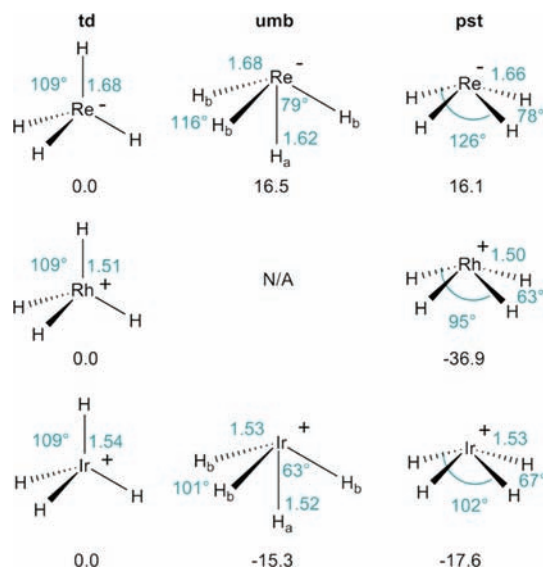 td umb pst
H
109° 1.68
Re -
H H H
0.0
1.68 Re -
Hb 79° Hb
116° Hb
1.62
Ha
16.5
Re - 1.66
H H
H H 78°
126°
16.1
H
109° 1.51
Rh +
H H H
0.0
N/A
Rh + 1.50
H H
H H 63°
95°
-36.9
H
109° 1.54
Ir +
H H H
0.0
1.53 Ir +
Hb 63° Hb
101° Hb
1.52
Ha
-15.3
Ir + 1.53
H H
H H 67°
102°
-17.6